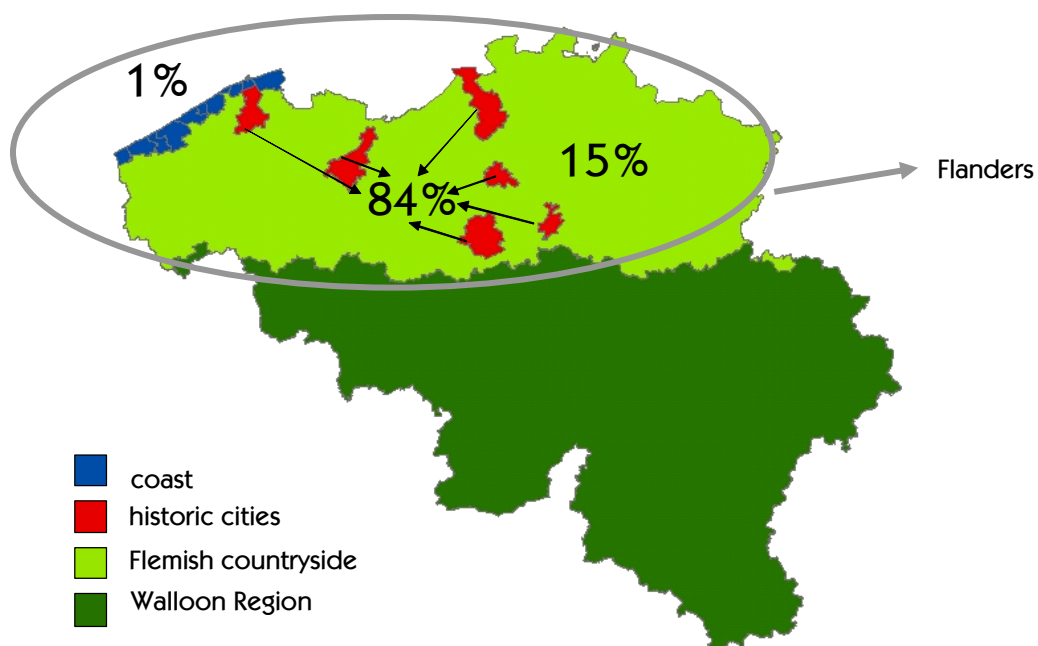 1%
15%
Flanders
84%
coast
historic cities
Flemish countryside
Walloon Region